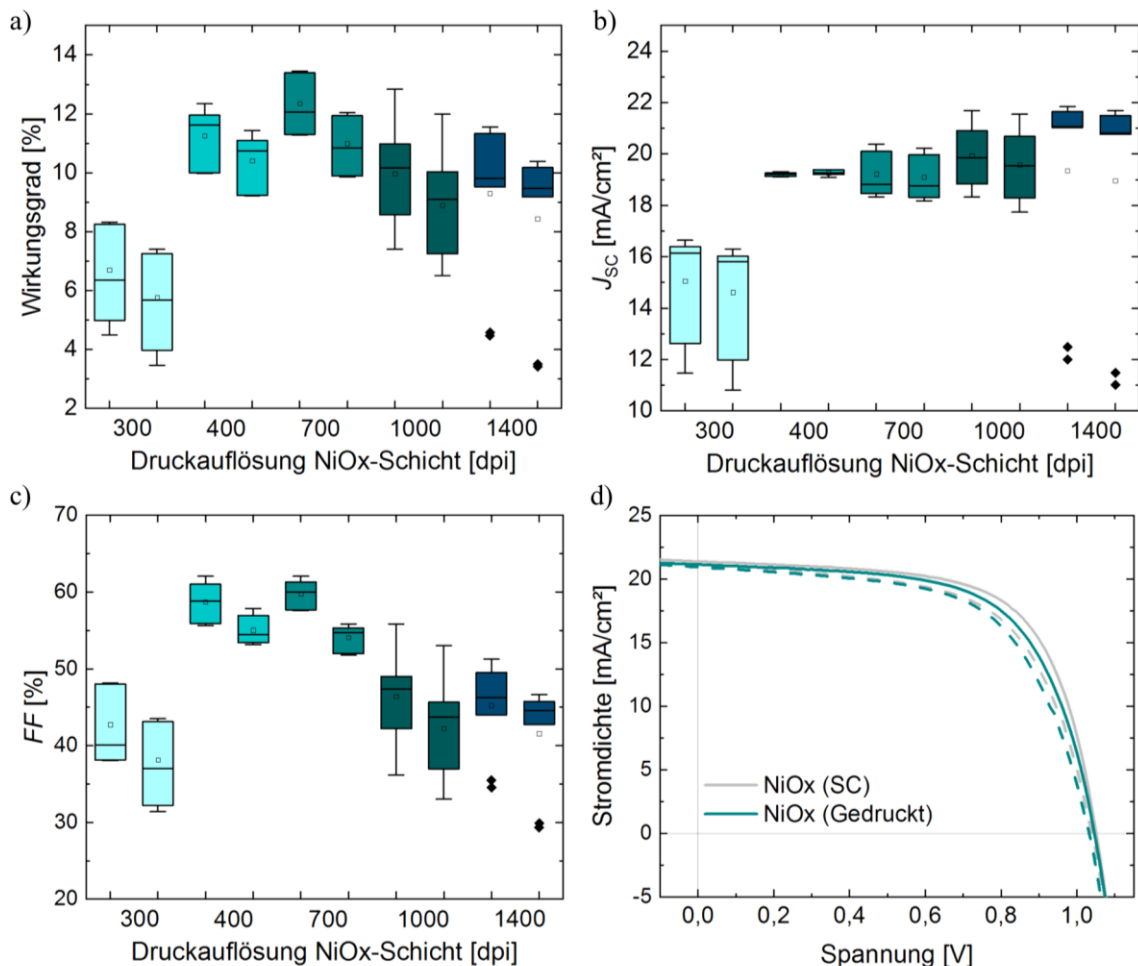 a)
Wirkungsgrad [%]
14
12
10
8
6
4
2
300 400 700 1000 1400
Druckauflösung NiOx-Schicht [dpi]
b)
J_SC [mA/cm²]
24
22
20
18
16
14
12
10
300 400 700 1000 1400
Druckauflösung NiOx-Schicht [dpi]
c)
FF [%]
70
60
50
40
30
20
300 400 700 1000 1400
Druckauflösung NiOx-Schicht [dpi]
d)
Stromdichte [mA/cm²]
25
20
15
10
5
0
-5
NiOx (SC)
NiOx (Gedruckt)
0,0 0,2 0,4 0,6 0,8 1,0
Spannung [V]